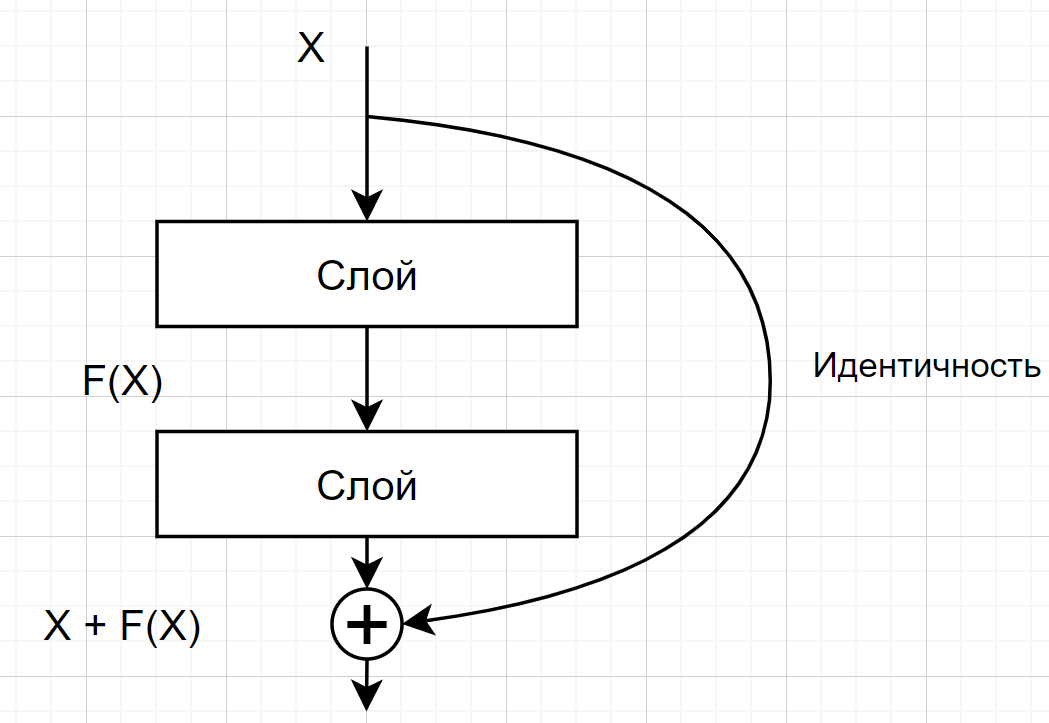 X
Слой
F(X)
Идентичность
Слой
X + F(X)
+